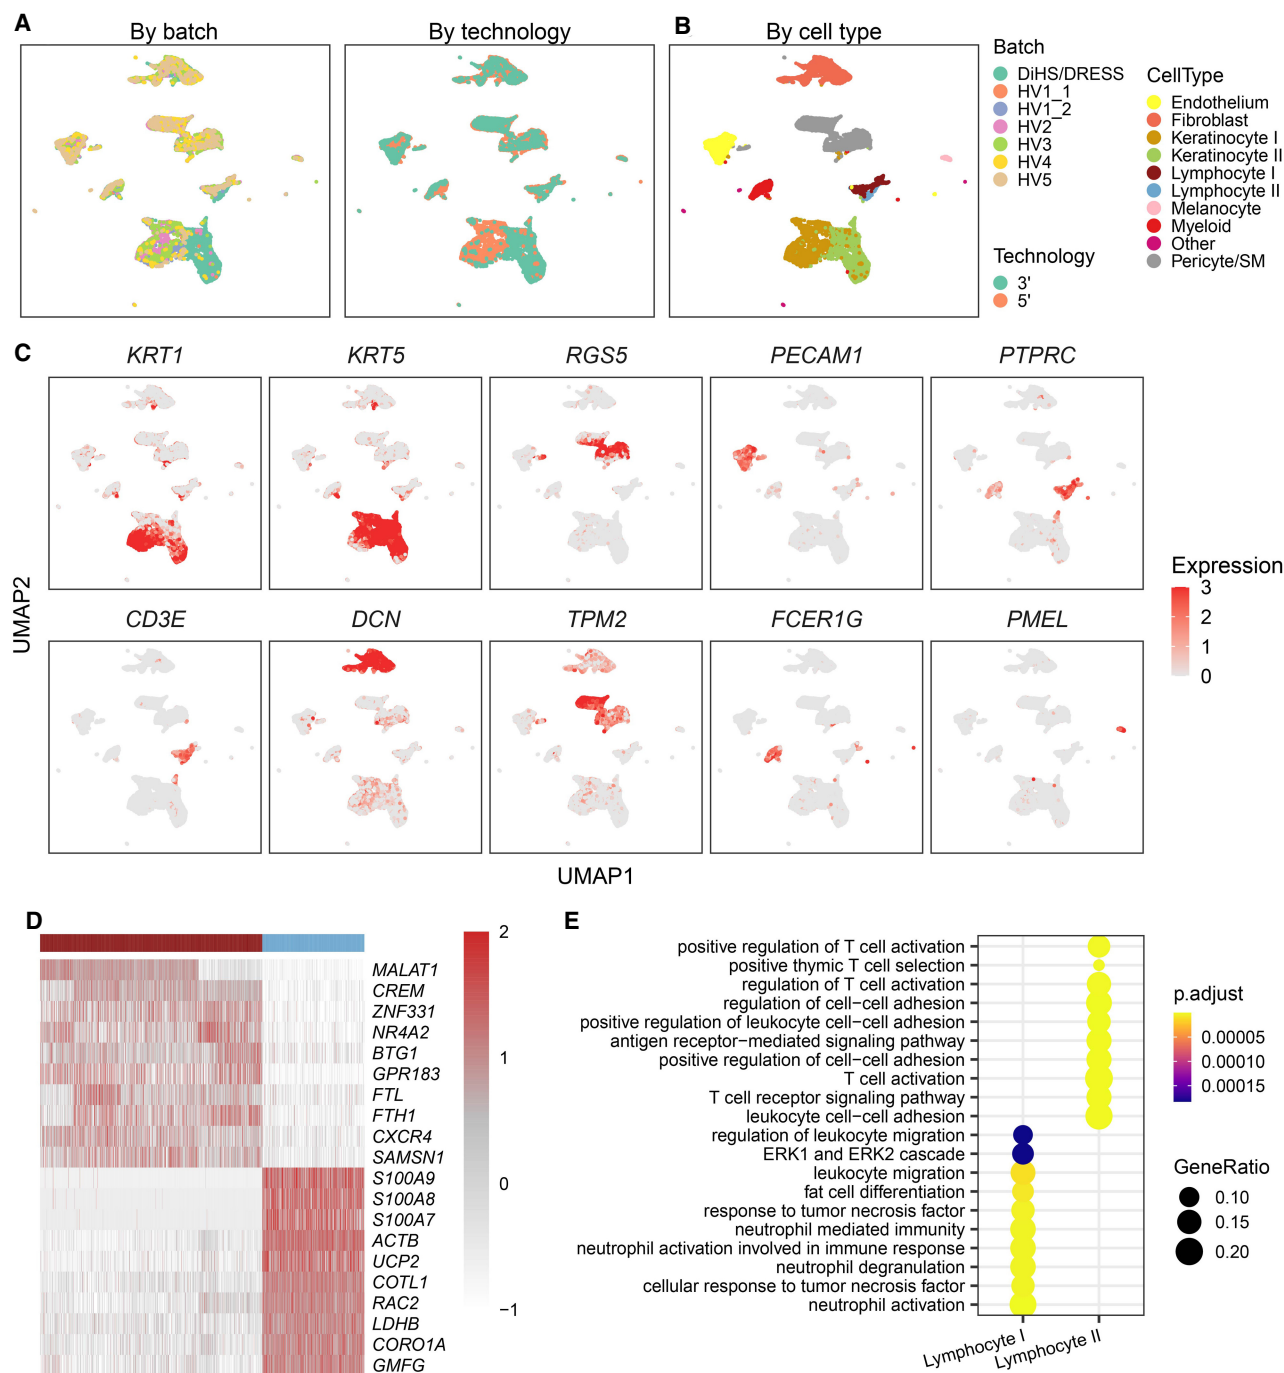 A
By batch
By technology
B
By cell type
Batch
DiHS/DRESS
HV1_1
HV1_2
HV2
HV3
HV4
HV5
Technology
3'
5'
CellType
Endothelium
Fibroblast
Keratinocyte I
Keratinocyte II
Lymphocyte I
Lymphocyte II
Melanocyte
Myeloid
Other
Pericyte/SM
C
KRT1
KRT5
RGS5
PECAM1
PTPRC
CD3E
DCN
TPM2
FCER1G
PMEL
UMAP2
UMAP1
Expression
3
2
1
0
D
MALAT1
CREM
ZNF331
NR4A2
BTG1
GPR183
FTL
FTH1
CXCR4
SAMSN1
S100A9
S100A8
S100A7
ACTB
UCP2
COTL1
RAC2
LDHB
CORO1A
GMFG
2
1
0
−1
E
positive regulation of T cell activation
positive thymic T cell selection
regulation of T cell activation
regulation of cell−cell adhesion
positive regulation of leukocyte cell−cell adhesion
antigen receptor−mediated signaling pathway
positive regulation of cell−cell adhesion
T cell activation
T cell receptor signaling pathway
leukocyte cell−cell adhesion
regulation of leukocyte migration
ERK1 and ERK2 cascade
leukocyte migration
fat cell differentiation
response to tumor necrosis factor
neutrophil mediated immunity
neutrophil activation involved in immune response
neutrophil degranulation
cellular response to tumor necrosis factor
neutrophil activation
Lymphocyte I
Lymphocyte II
p.adjust
0.00005
0.00010
0.00015
GeneRatio
0.10
0.15
0.20